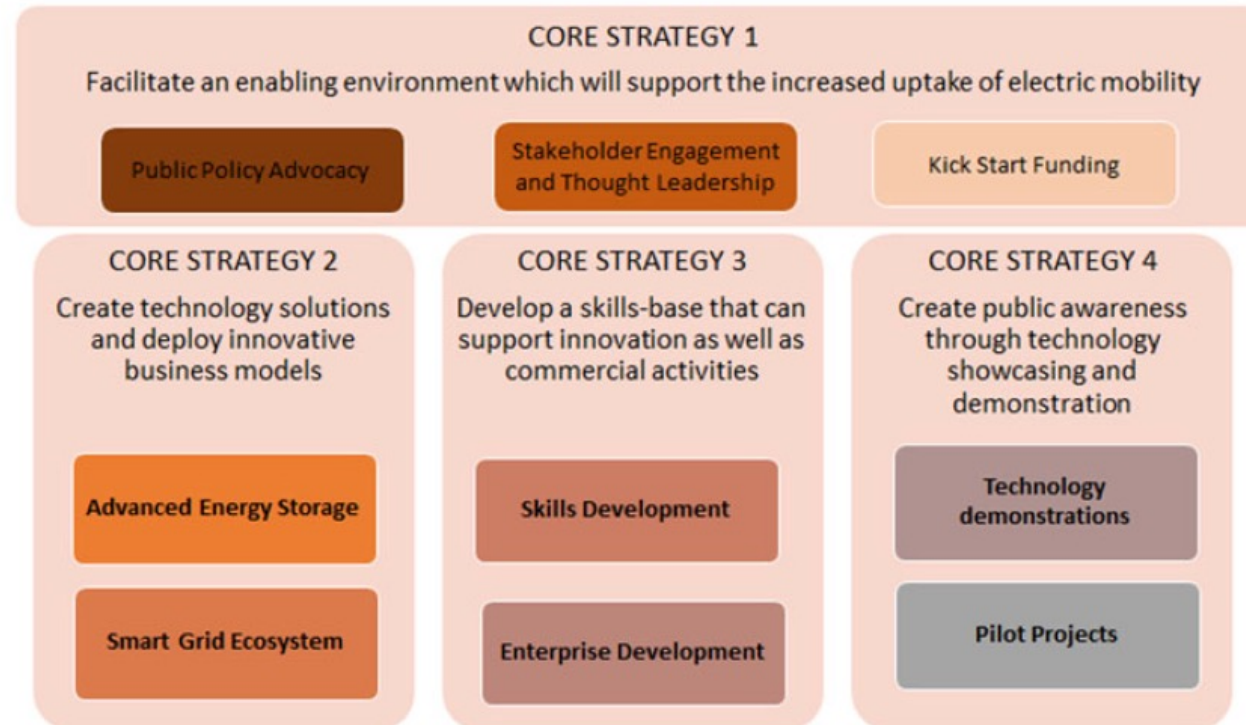 CORE STRATEGY 1
Facilitate an enabling environment which will support the increased uptake of electric mobility
Public Policy Advocacy
Stakeholder Engagement
and Thought Leadership
Kick Start Funding
CORE STRATEGY 2
Create technology solutions
and deploy innovative
business models
Advanced Energy Storage
Smart Grid Ecosystem
CORE STRATEGY 3
Develop a skills-base that can
support innovation as well as
commercial activities
Skills Development
Enterprise Development
CORE STRATEGY 4
Create public awareness
through technology
showcasing and
demonstration
Technology
demonstrations
Pilot Projects